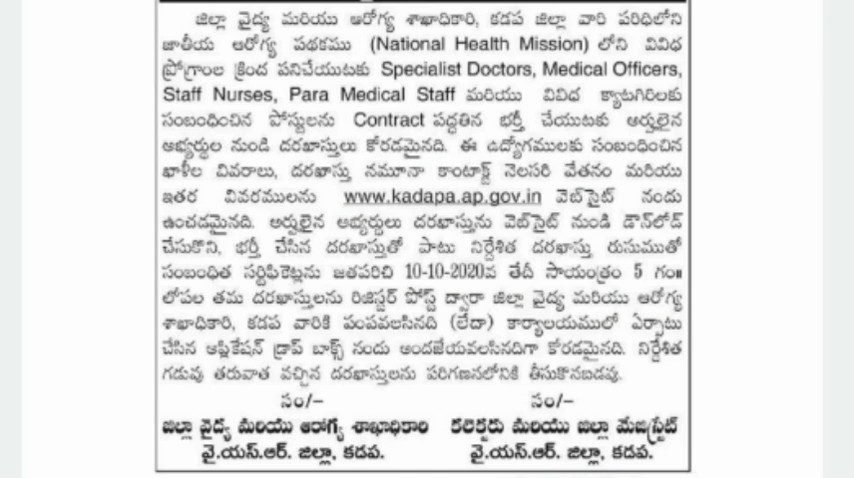 జిల్లా వైద్య మరియు ఆరోగ్య శాఖాధికారి, కడప జిల్లా వారి పరిధిలోని
జాతీయ ఆరోగ్య పథకము (National Health Mission) లోని వివిధ
ప్రోగ్రాంల క్రింద పనిచేయుటకు Specialist Doctors, Medical Officers,
Staff Nurses, Para Medical Staff మరియు వివిధ క్యాటగిరిలకు
సంబంధించిన పోస్టులను Contract పద్ధతిన భర్తీ చేయుటకు అర్హులైన
అభ్యర్థుల నుండి దరఖాస్తులు కోరడమైనది. ఈ ఉద్యోగములకు సంబంధించిన
ఖాళీల వివరాలు, దరఖాస్తు నమూనా కాంటాక్ట్ నెలసరి వేతనం మరియు
ఇతర వివరములను www.kadapa.ap.gov.in వెబ్‌సైట్ నందు
ఉంచడమైనది. అర్హులైన అభ్యర్థులు దరఖాస్తును వెబ్‌సైట్ నుండి డౌన్‌లోడ్
చేసుకొని, భర్తీ చేసిన దరఖాస్తుతో పాటు నిర్దేశిత దరఖాస్తు రుసుముతో
సంబంధిత సర్టిఫికెట్లను జతపరిచి 10-10-2020వ తేదీ సాయంత్రం 5 గం॥
లోపల తమ దరఖాస్తులను రిజిస్టర్ పోస్ట్ ద్వారా జిల్లా వైద్య మరియు ఆరోగ్య
శాఖాధికారి, కడప వారికి పంపవలసినది (లేదా) కార్యాలయములో ఏర్పాటు
చేసిన అప్లికేషన్ డ్రాప్ బాక్స్ నందు అందజేయవలసినదిగా కోరడమైనది. నిర్దేశిత
గడువు తరువాత వచ్చిన దరఖాస్తులను పరిగణనలోనికి తీసుకొనబడవు.
సం/– సం/–
జిల్లా వైద్య మరియు ఆరోగ్య శాఖాధికారి కలెక్టరు మరియు జిల్లా మేజిస్ట్రేట్
వై.యస్.ఆర్. జిల్లా, కడప. వై.యస్.ఆర్. జిల్లా, కడప.